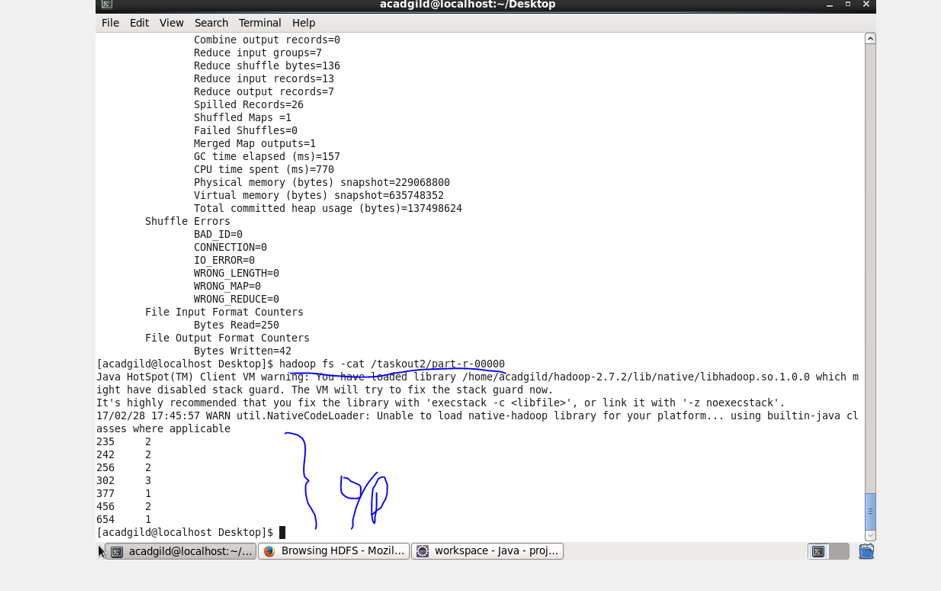 acadgild@localhost:~/Desktop
File Edit View Search Terminal Help
Combine output records=0
Reduce input groups=7
Reduce shuffle bytes=136
Reduce input records=13
Reduce output records=7
Spilled Records=26
Shuffled Maps =1
Failed Shuffles=0
Merged Map outputs=1
GC time elapsed (ms)=157
CPU time spent (ms)=770
Physical memory (bytes) snapshot=229068800
Virtual memory (bytes) snapshot=635748352
Total committed heap usage (bytes)=137498624
Shuffle Errors
BAD_ID=0
CONNECTION=0
IO_ERROR=0
WRONG_LENGTH=0
WRONG_MAP=0
WRONG_REDUCE=0
File Input Format Counters
Bytes Read=250
File Output Format Counters
Bytes Written=42
[acadgild@localhost Desktop]$ hadoop fs -cat /taskout2/part-r-00000
Java HotSpot(TM) Client VM warning: You have loaded library /home/acadgild/hadoop-2.7.2/lib/native/libhadoop.so.1.0.0 which m
ight have disabled stack guard. The VM will try to fix the stack guard now.
It's highly recommended that you fix the library with 'execstack -c <libfile>', or link it with '-z noexecstack'.
17/02/28 17:45:57 WARN util.NativeCodeLoader: Unable to load native-hadoop library for your platform... using builtin-java cl
asses where applicable
235 2
242 2
256 2
302 3
377 1
456 2
654 1
[acadgild@localhost Desktop]$
acadgild@localhost:~/... Browsing HDFS - Mozil... workspace - Java - proj...